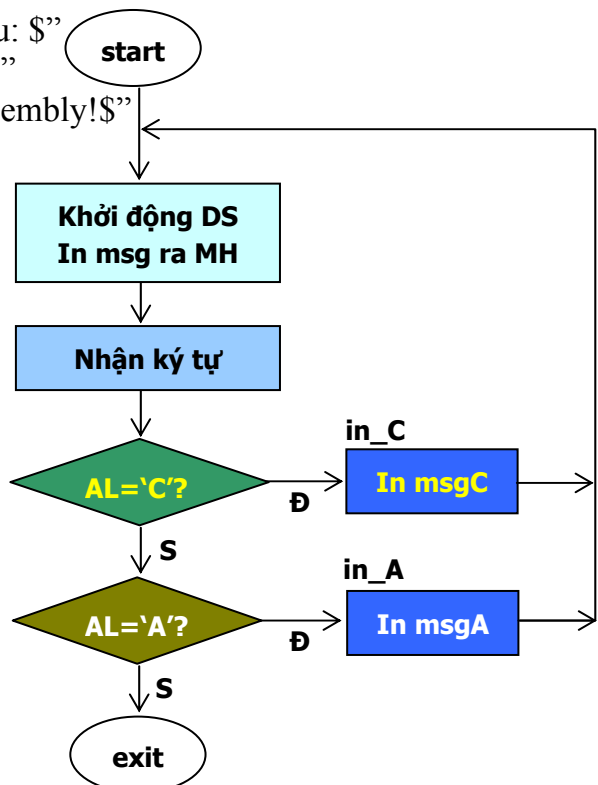 u: $”
start
”
embly!$”
Khởi động DS
In msg ra MH
Nhận ký tự
in_C
AL=‘C’?
Đ
In msgC
S
in_A
AL=‘A’?
Đ
In msgA
S
exit